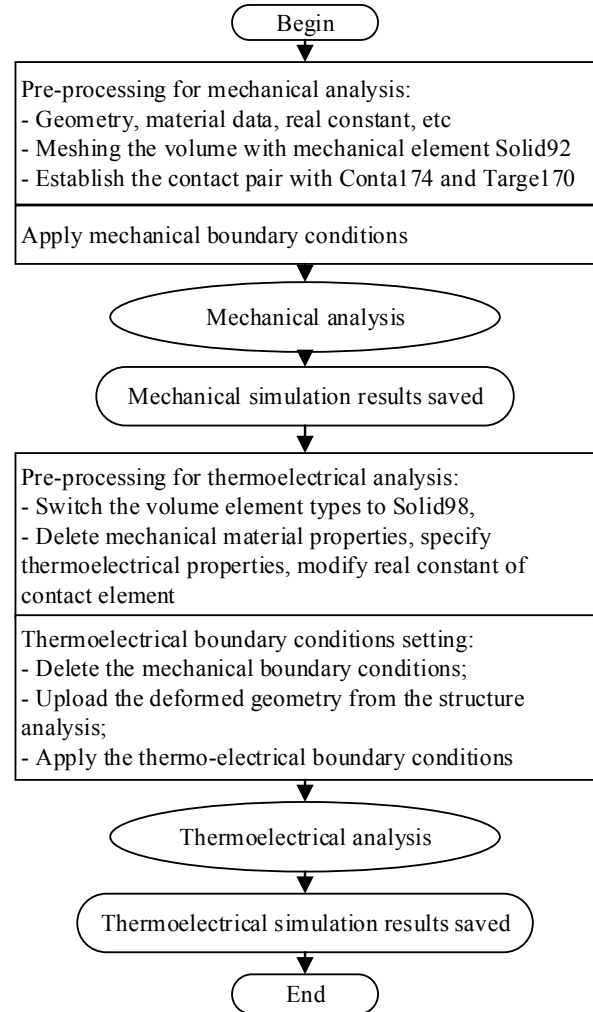 Begin
Pre-processing for mechanical analysis:
- Geometry, material data, real constant, etc
- Meshing the volume with mechanical element Solid92
- Establish the contact pair with Conta174 and Targe170
Apply mechanical boundary conditions
Mechanical analysis
Mechanical simulation results saved
Pre-processing for thermoelectrical analysis:
- Switch the volume element types to Solid98,
- Delete mechanical material properties, specify
thermoelectrical properties, modify real constant of
contact element
Thermoelectrical boundary conditions setting:
- Delete the mechanical boundary conditions;
- Upload the deformed geometry from the structure
analysis;
- Apply the thermo-electrical boundary conditions
Thermoelectrical analysis
Thermoelectrical simulation results saved
End